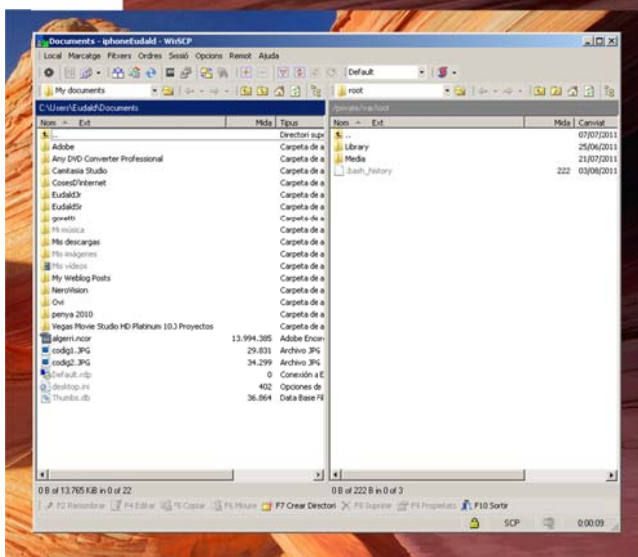 Documents - iphoneEudald - WinSCP
Local Marcatge Fitxers Ordres Sessió Opcions Remot Ajuda
Default
My documents
root
C:\Users\Eudald\Documents
/private/var/root
Nom Ext Mida Tipus
Nom Ext Mida Canviat
.. Directori supe
.. 07/07/2011
Adobe Carpeta de a
Library 25/06/2011
Any DVD Converter Professional Carpeta de a
Media 21/07/2011
Camtasia Studio Carpeta de a
.bash_history 222 03/08/2011
CosesD'internet Carpeta de a
Eudald3r Carpeta de a
Eudald5r Carpeta de a
goretti Carpeta de a
Mi música Carpeta de a
Mis descargas Carpeta de a
Mis imágenes Carpeta de a
Mis vídeos Carpeta de a
My Weblog Posts Carpeta de a
NeroVision Carpeta de a
Ovi Carpeta de a
penya 2010 Carpeta de a
Vegas Movie Studio HD Platinum 10.0 Proyectos Carpeta de a
algerri.ncor 13.994.385 Adobe Encor
codig1.JPG 29.831 Archivo JPG
codig2.JPG 34.299 Archivo JPG
Default.rdp 0 Conexión a E
desktop.ini 402 Opciones de
Thumbs.db 36.864 Data Base Fil
0 B of 13.765 KiB in 0 of 22
0 B of 222 B in 0 of 3
F2 Renombrar F4 Editar F5 Copiar F6 Moure F7 Crear Directori F8 Suprimir F9 Propietats F10 Sortir
SCP 0:00:09